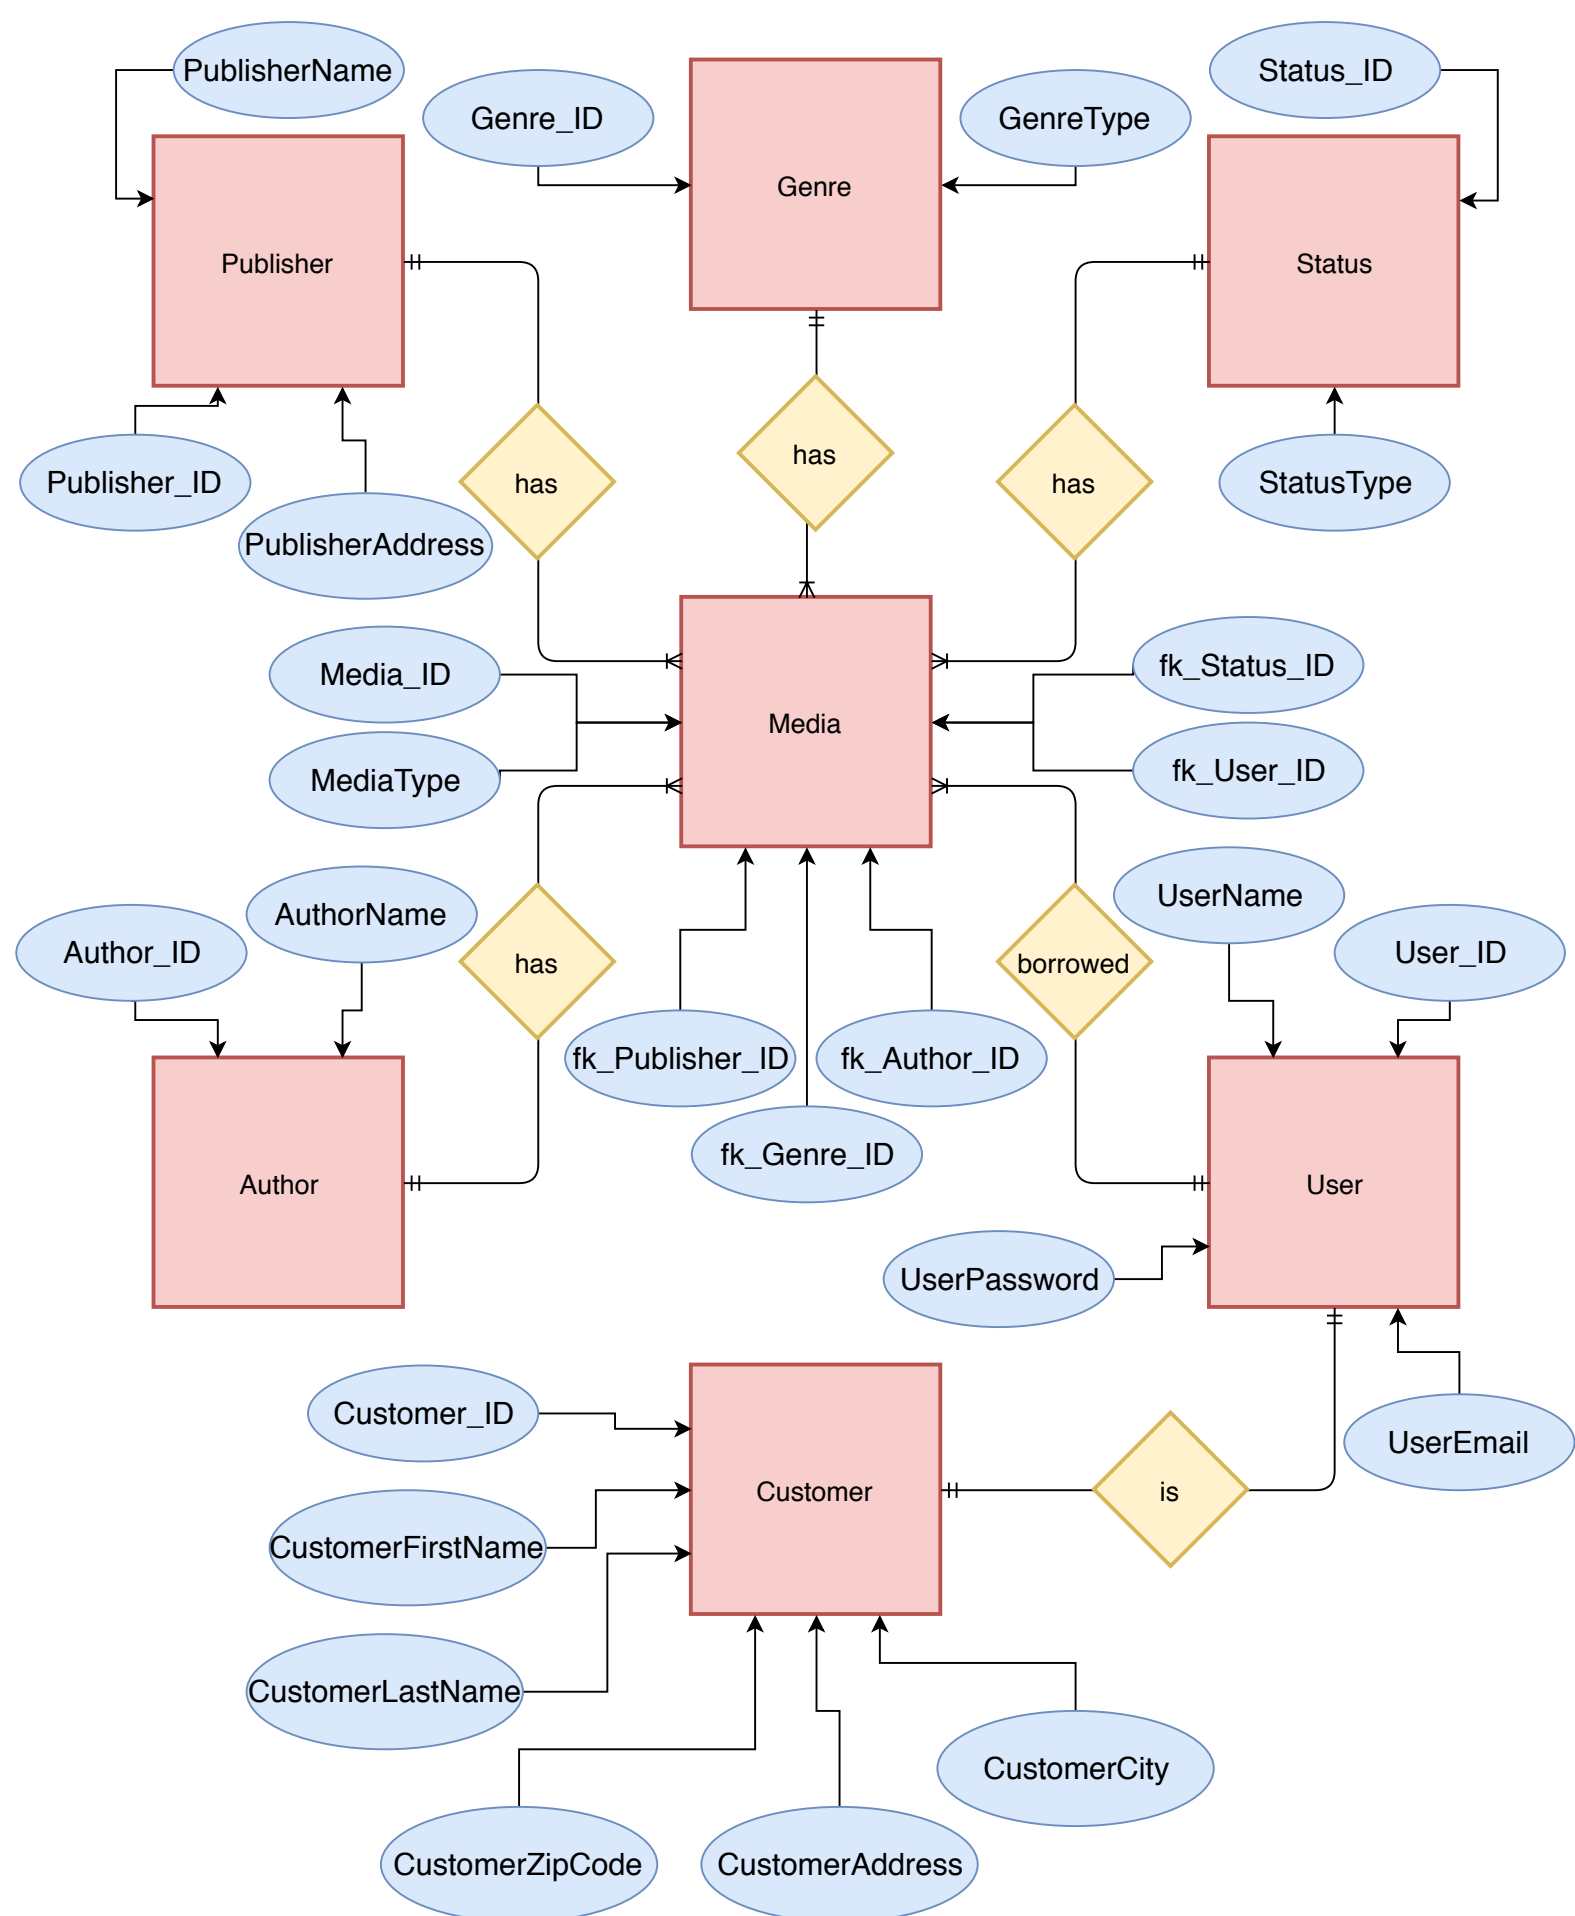 PublisherName
Status_ID
Genre_ID
GenreType
Genre
Publisher
Status
has
has
has
Publisher_ID
StatusType
PublisherAddress
Media_ID
fk_Status_ID
Media
MediaType
fk_User_ID
UserName
AuthorName
Author_ID
User_ID
has
borrowed
fk_Publisher_ID
fk_Author_ID
fk_Genre_ID
Author
User
UserPassword
Customer_ID
UserEmail
Customer
is
CustomerFirstName
CustomerLastName
CustomerCity
CustomerZipCode
CustomerAddress